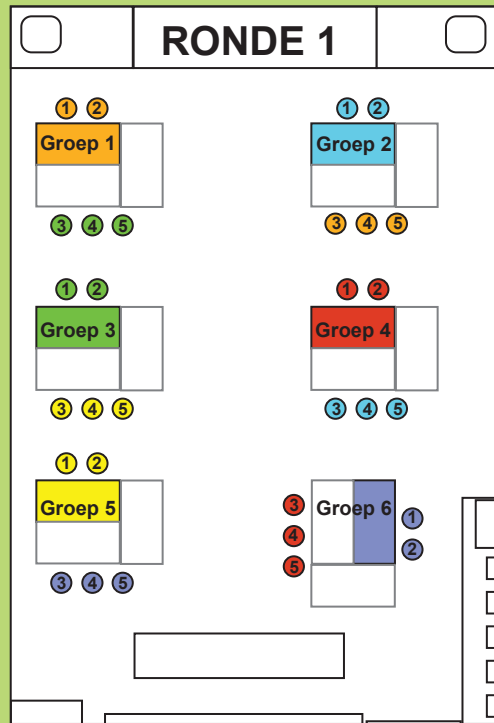 RONDE 1
1 2
1 2
Groep 1
Groep 2
3 4 5
3 4 5
1 2
1 2
Groep 3
Groep 4
3 4 5
3 4 5
1 2
Groep 5
3 4 5
Groep 6
3
4
5
1
2